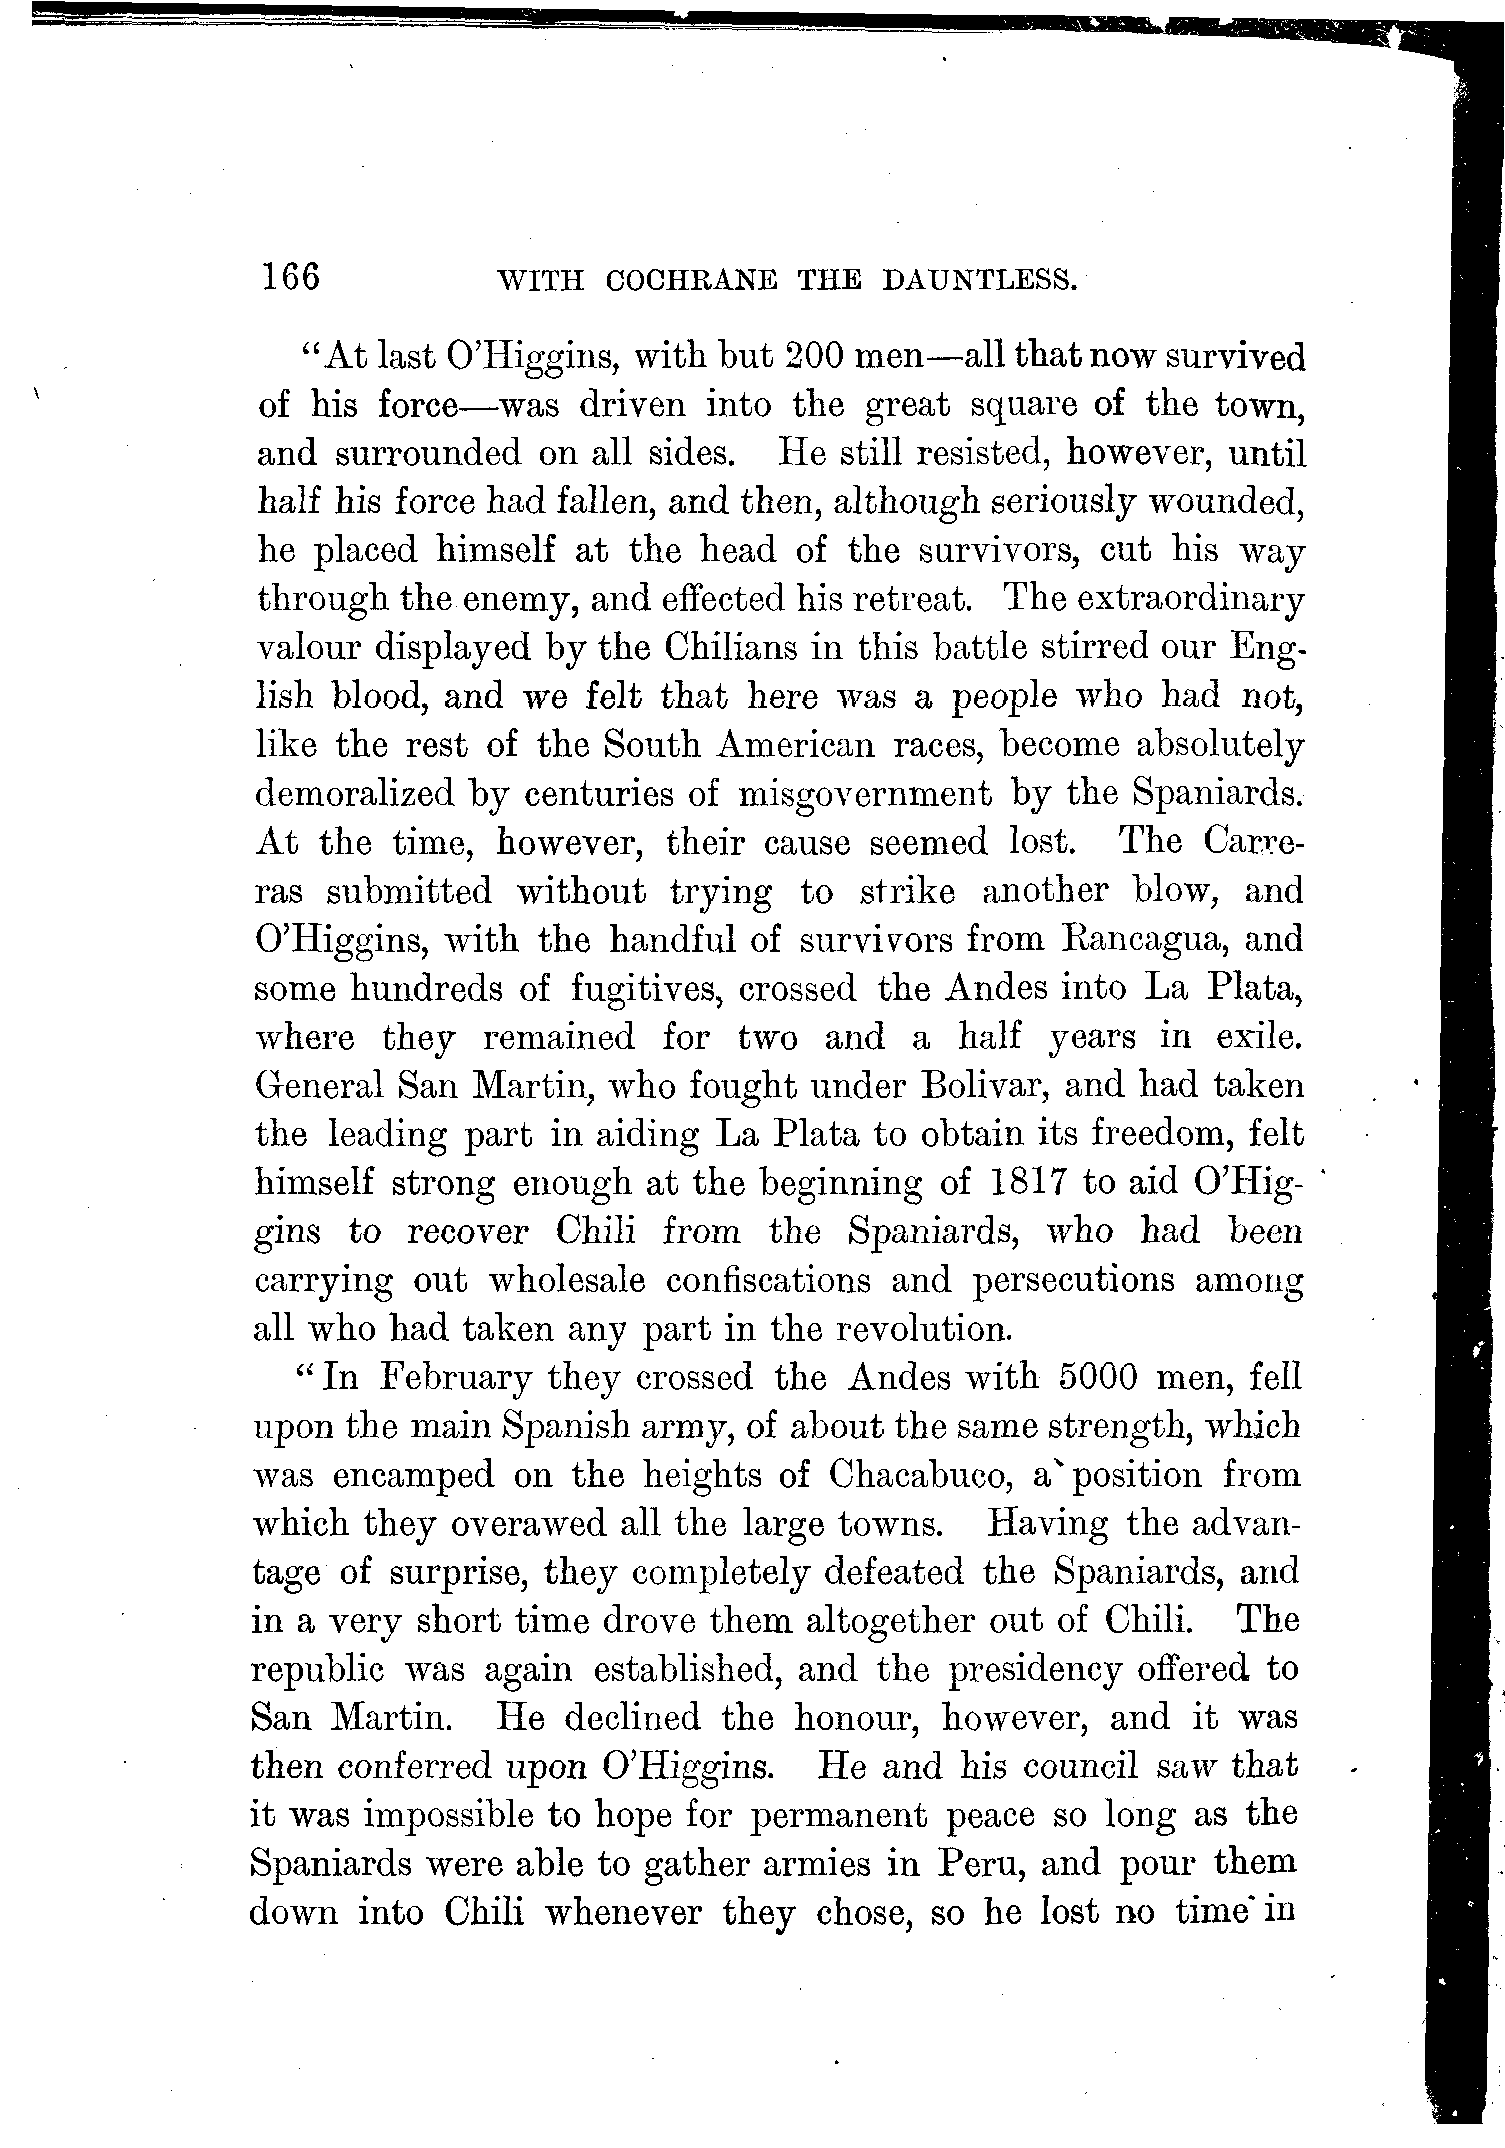 166 WITH COCHRANE THE DAUNTLESS.
“At last O’Higgins, with but 200 men—all that now survived
of his force—was driven into the great square of the town,
and surrounded on all sides. He still resisted, however, until
half his force had fallen, and then, although seriously wounded,
he placed himself at the head of the survivors, cut his way
through the enemy, and effected his retreat. The extraordinary
valour displayed by the Chilians in this battle stirred our Eng-
lish blood, and we felt that here was a people who had not,
like the rest of the South American races, become absolutely
demoralized by centuries of misgovernment by the Spaniards.
At the time, however, their cause seemed lost. The Carre-
ras submitted without trying to strike another blow, and
O’Higgins, with the handful of survivors from Rancagua, and
some hundreds of fugitives, crossed the Andes into La Plata,
where they remained for two and a half years in exile.
General San Martin, who fought under Bolivar, and had taken
the leading part in aiding La Plata to obtain its freedom, felt
himself strong enough at the beginning of 1817 to aid O’Hig-
gins to recover Chili from the Spaniards, who had been
carrying out wholesale confiscations and persecutions among
all who had taken any part in the revolution.
“In February they crossed the Andes with 5000 men, fell
upon the main Spanish army, of about the same strength, which
was encamped on the heights of Chacabuco, a position from
which they overawed all the large towns. Having the advan-
tage of surprise, they completely defeated the Spaniards, and
in a very short time drove them altogether out of Chili. The
republic was again established, and the presidency offered to
San Martin. He declined the honour, however, and it was
then conferred upon O’Higgins. He and his council saw that
it was impossible to hope for permanent peace so long as the
Spaniards were able to gather armies in Peru, and pour them
down into Chili whenever they chose, so he lost no time in